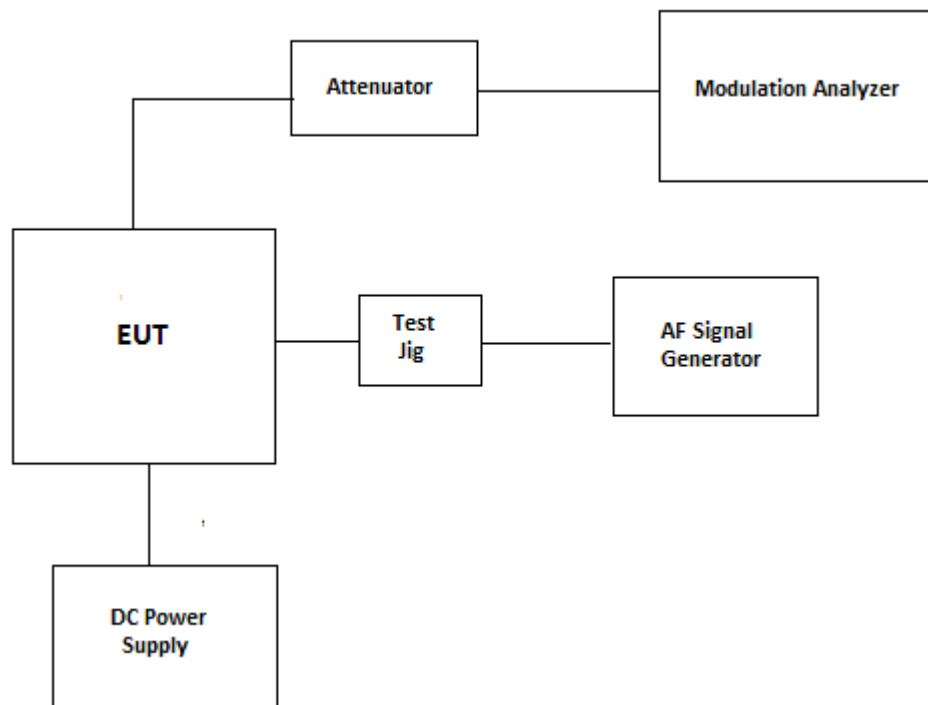 Attenuator
Modulation Analyzer
EUT
Test
Jig
AF Signal
Generator
DC Power
Supply